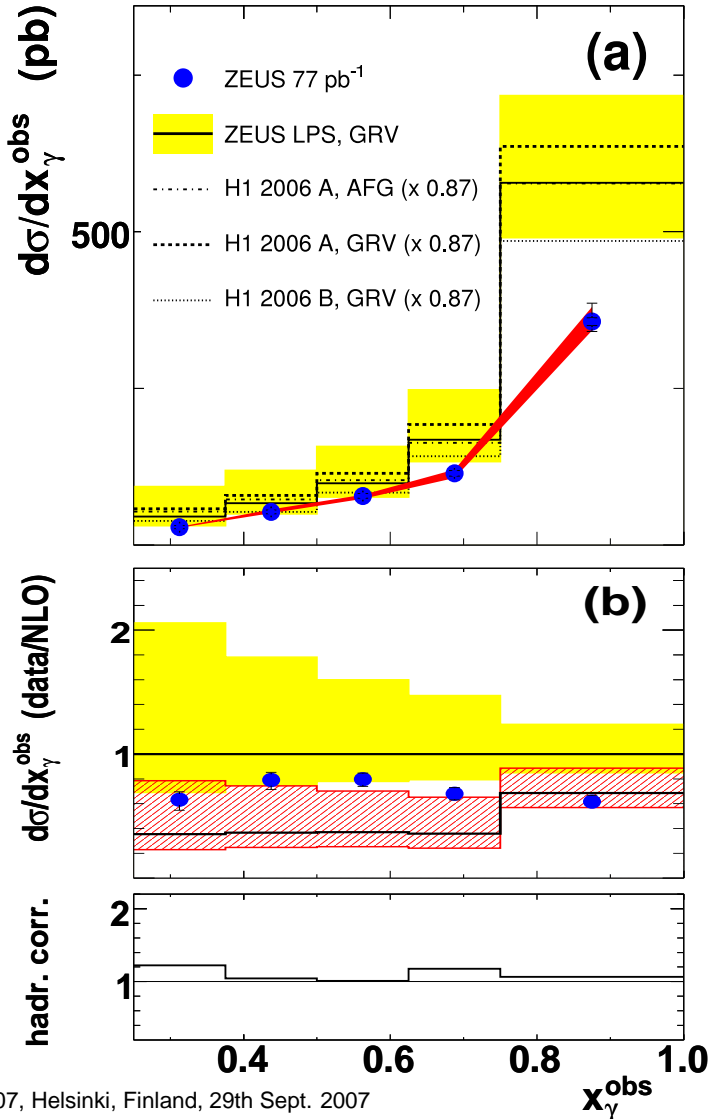 dσ/dxγobs (pb)
(a)
ZEUS 77 pb-1
ZEUS LPS, GRV
H1 2006 A, AFG (x 0.87)
H1 2006 A, GRV (x 0.87)
H1 2006 B, GRV (x 0.87)
500
dσ/dxγobs (data/NLO)
(b)
2
1
hadr. corr.
2
1
0.4 0.6 0.8 1.0
07, Helsinki, Finland, 29th Sept. 2007
xγobs